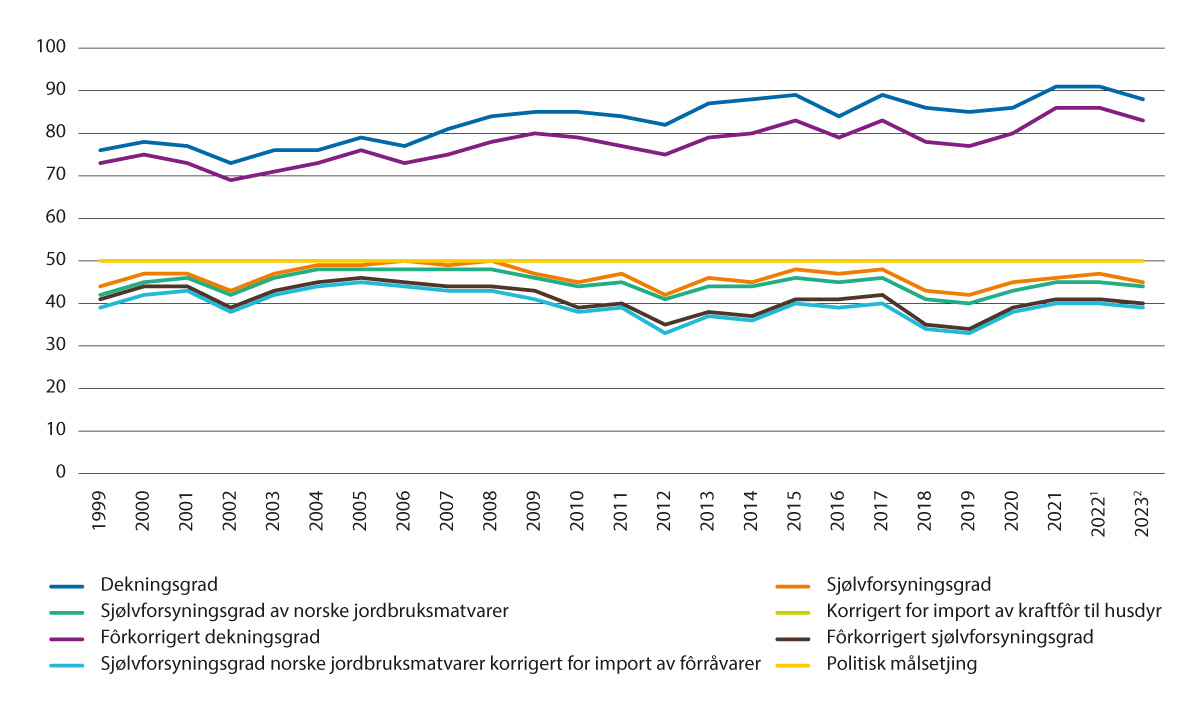 100
90
80
70
60
50
40
30
20
10
0
1999 2000 2001 2002 2003 2004 2005 2006 2007 2008 2009 2010 2011 2012 2013 2014 2015 2016 2017 2018 2019 2020 2021 2022¹ 2023²
Dekningsgrad
Sjølvforsyningsgrad av norske jordbruksmatvarer
Fôrkorrigert dekningsgrad
Sjølvforsyningsgrad norske jordbruksmatvarer korrigert for import av fôrråvarer
Sjølvforsyningsgrad
Korrigert for import av kraftfôr til husdyr
Fôrkorrigert sjølvforsyningsgrad
Politisk målsetjing